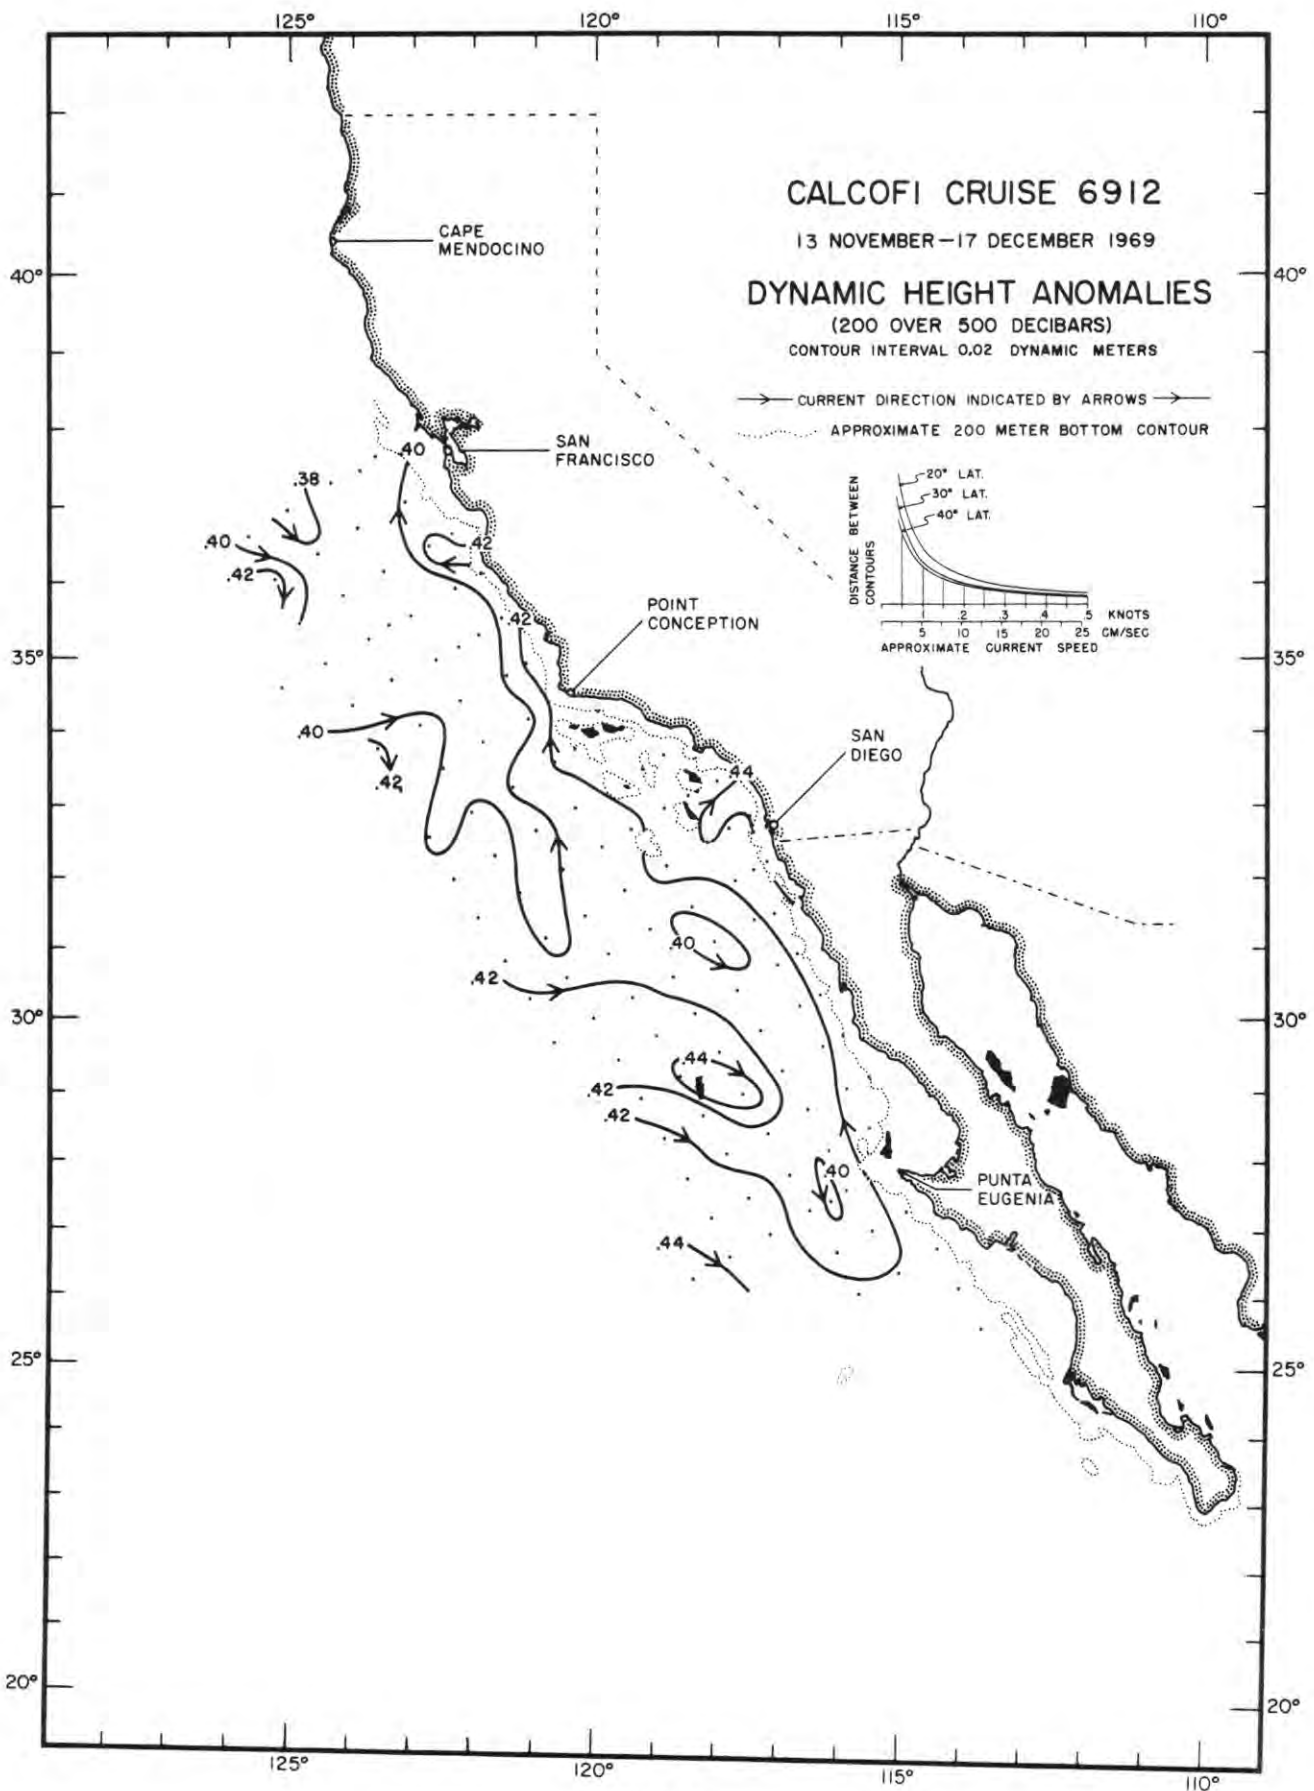 125° 120° 115° 110°
CALCOFI CRUISE 6912
13 NOVEMBER–17 DECEMBER 1969
CAPE
MENDOCINO
40° 40°
DYNAMIC HEIGHT ANOMALIES
(200 OVER 500 DECIBARS)
CONTOUR INTERVAL 0.02 DYNAMIC METERS
CURRENT DIRECTION INDICATED BY ARROWS
APPROXIMATE 200 METER BOTTOM CONTOUR
SAN
FRANCISCO
.40
.38
20° LAT.
30° LAT.
40° LAT.
DISTANCE BETWEEN
CONTOURS
.40
.42
.42
.1 .2 .3 .4 .5 KNOTS
5 10 15 20 25 CM/SEC
APPROXIMATE CURRENT SPEED
POINT
CONCEPTION
.42
35° 35°
.40
SAN
DIEGO
.44
.42
.40
.42
30° 30°
.44
.42
.42
.40
PUNTA
EUGENIA
.44
25° 25°
20° 20°
125° 120° 115° 110°